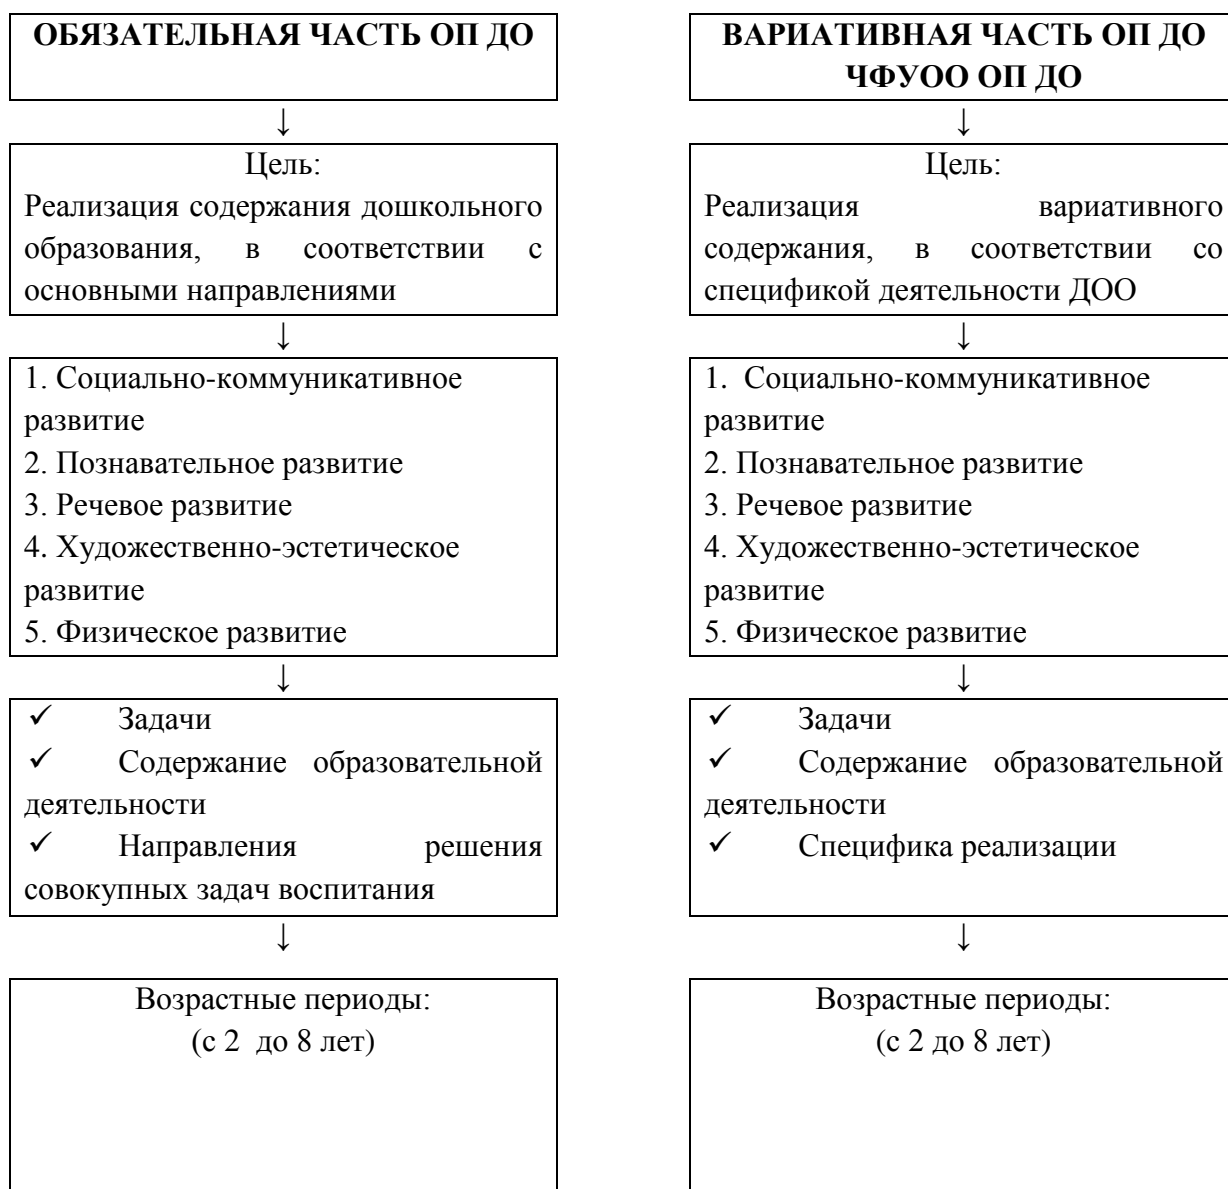 ОБЯЗАТЕЛЬНАЯ ЧАСТЬ ОП ДО
↓
Цель:
Реализация содержания дошкольного
образования, в соответствии с
основными направлениями
↓
1. Социально-коммуникативное
развитие
2. Познавательное развитие
3. Речевое развитие
4. Художественно-эстетическое
развитие
5. Физическое развитие
↓
✓ Задачи
✓ Содержание образовательной
деятельности
✓ Направления решения
совокупных задач воспитания
↓
Возрастные периоды:
(с 2 до 8 лет)
ВАРИАТИВНАЯ ЧАСТЬ ОП ДО
ЧФУОО ОП ДО
↓
Цель:
Реализация вариативного
содержания, в соответствии со
спецификой деятельности ДОО
↓
1. Социально-коммуникативное
развитие
2. Познавательное развитие
3. Речевое развитие
4. Художественно-эстетическое
развитие
5. Физическое развитие
↓
✓ Задачи
✓ Содержание образовательной
деятельности
✓ Специфика реализации
↓
Возрастные периоды:
(с 2 до 8 лет)